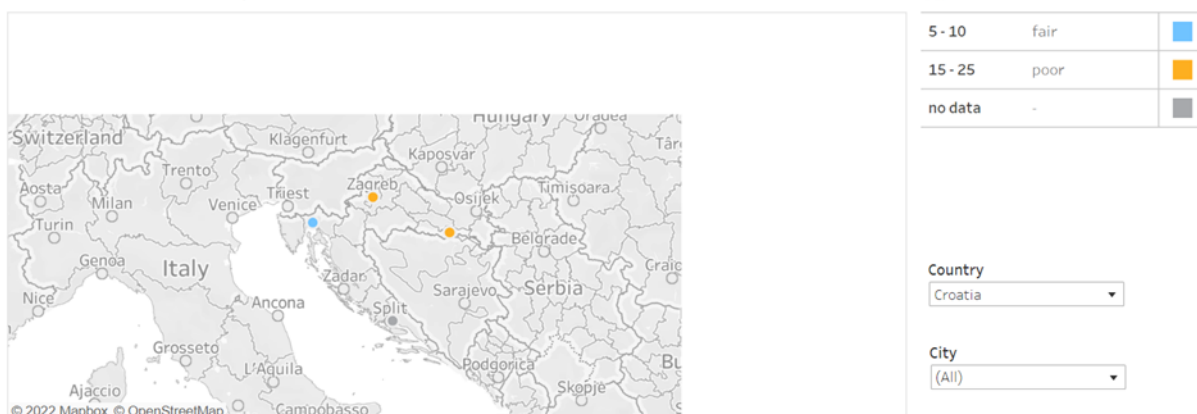 5 - 10 fair
15 - 25 poor
no data -
Hungary Oradea
Switzerland Klagenfurt
Kaposvár
Trento
Aosta Milan Triest Zagreb Osijek Timișoara
Venice
Turin
Belgrade
Genoa
Italy Zadar Sarajevo Serbia
Nice Ancona Split
Grosseto
L'Aquila Podgorica
Ajaccio Skopje
Campobasso
© 2022 Mapbox © OpenStreetMap
Country
Croatia
City
(All)